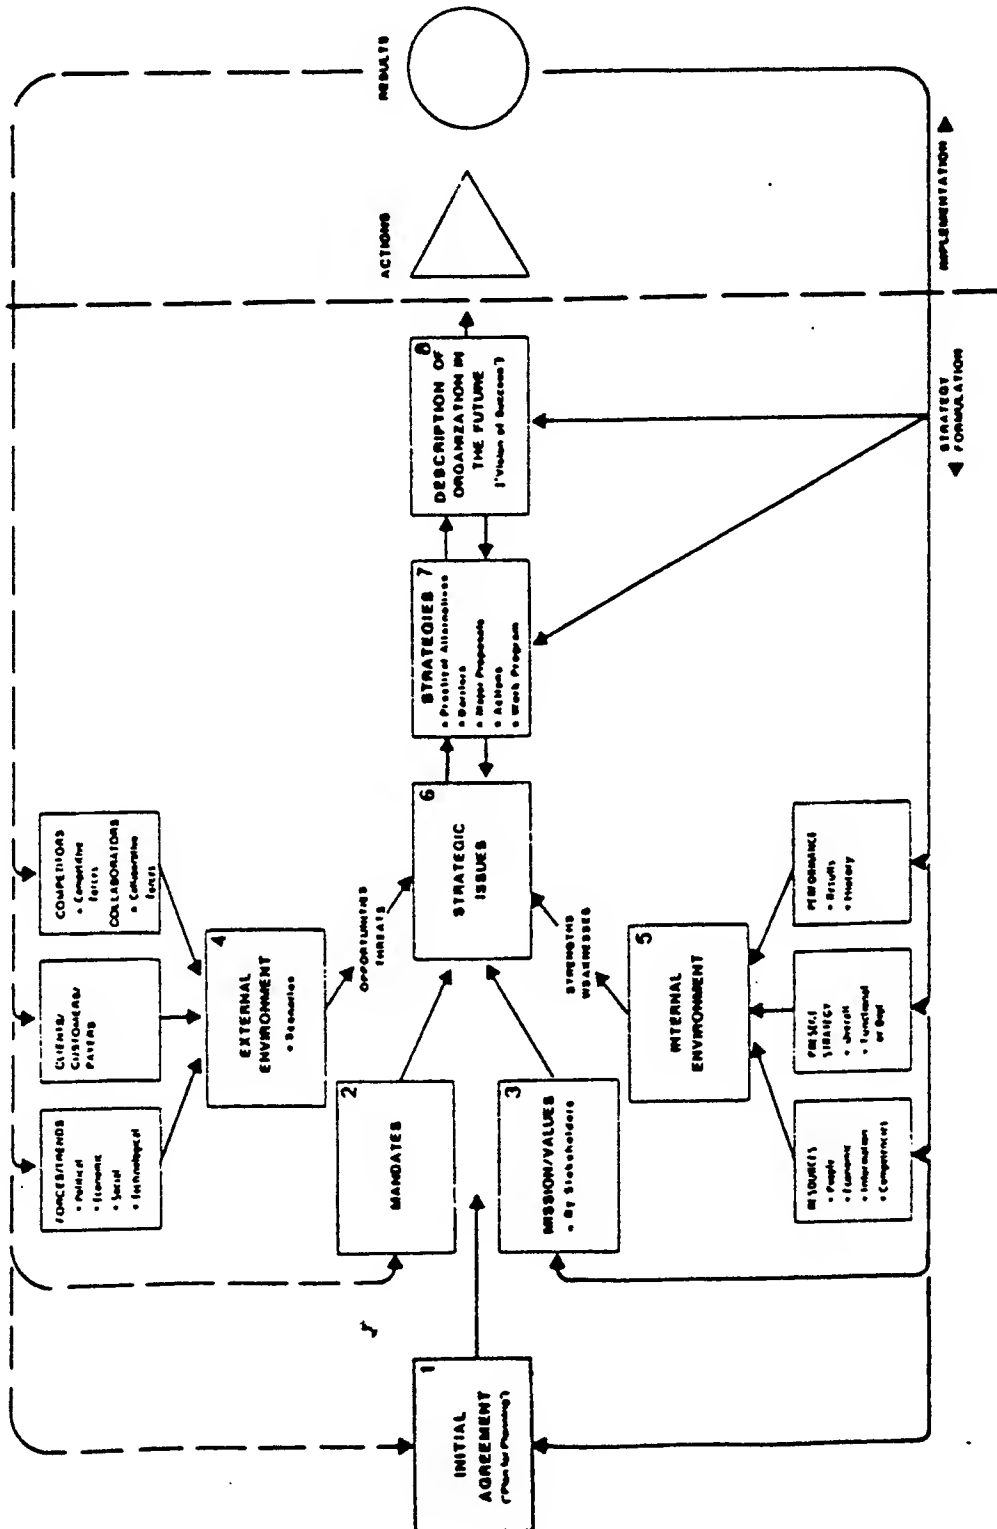 1
INITIAL
AGREEMENT
("Plan for Planning")
FORCES/TRENDS
• Political
• Economic
• Social
• Technological
CLIENTS/
CUSTOMERS/
PAYERS
COMPETITORS
• Competitive
Forces
COLLABORATORS
• Collaborative
Forces
4
EXTERNAL
ENVIRONMENT
• Scenarios
OPPORTUNITIES
THREATS
2
MANDATES
3
MISSION/VALUES
• By Stakeholders
5
INTERNAL
ENVIRONMENT
STRENGTHS
WEAKNESSES
RESOURCES
• People
• Economic
• Information
• Competencies
PRESENT
STRATEGY
• Overall
• Functional
or Dept
PERFORMANCE
• Results
• History
6
STRATEGIC
ISSUES
STRATEGIES 7
• Practical Alternatives
• Barriers
• Major Proposals
• Actions
• Work Program
8
DESCRIPTION OF
ORGANIZATION IN
THE FUTURE
("Vision of Success")
ACTIONS
RESULTS
STRATEGY
FORMULATION
IMPLEMENTATION